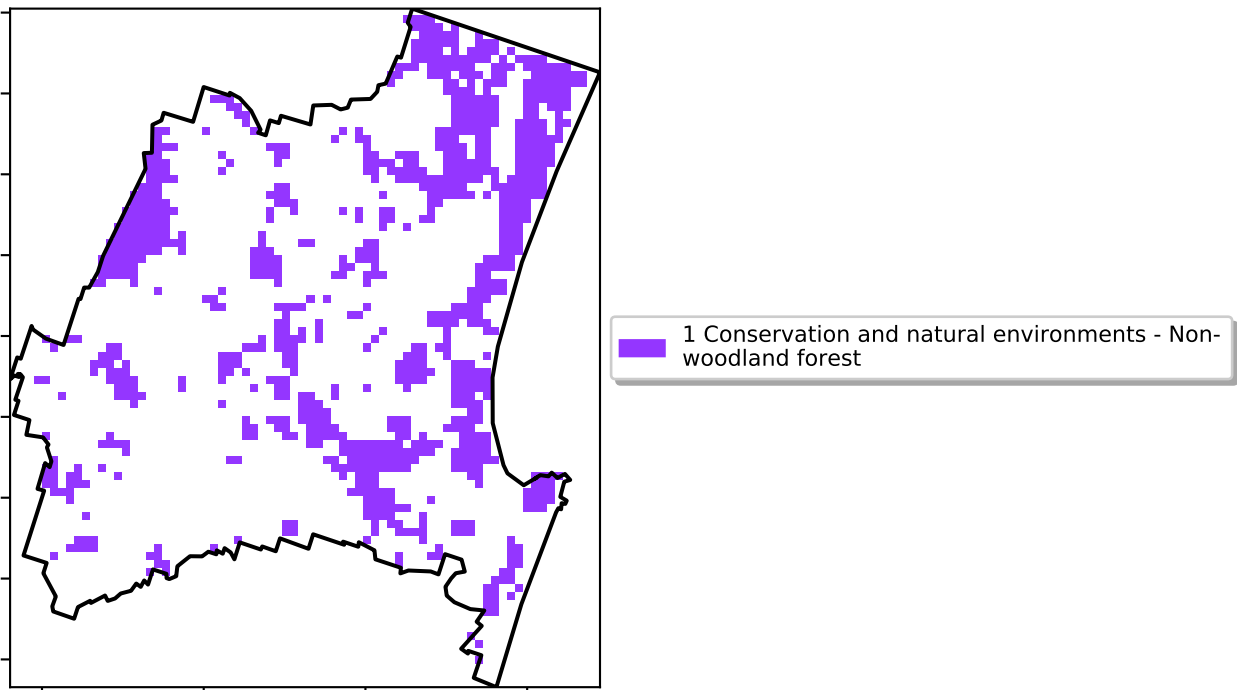 1 Conservation and natural environments - Non-
woodland forest